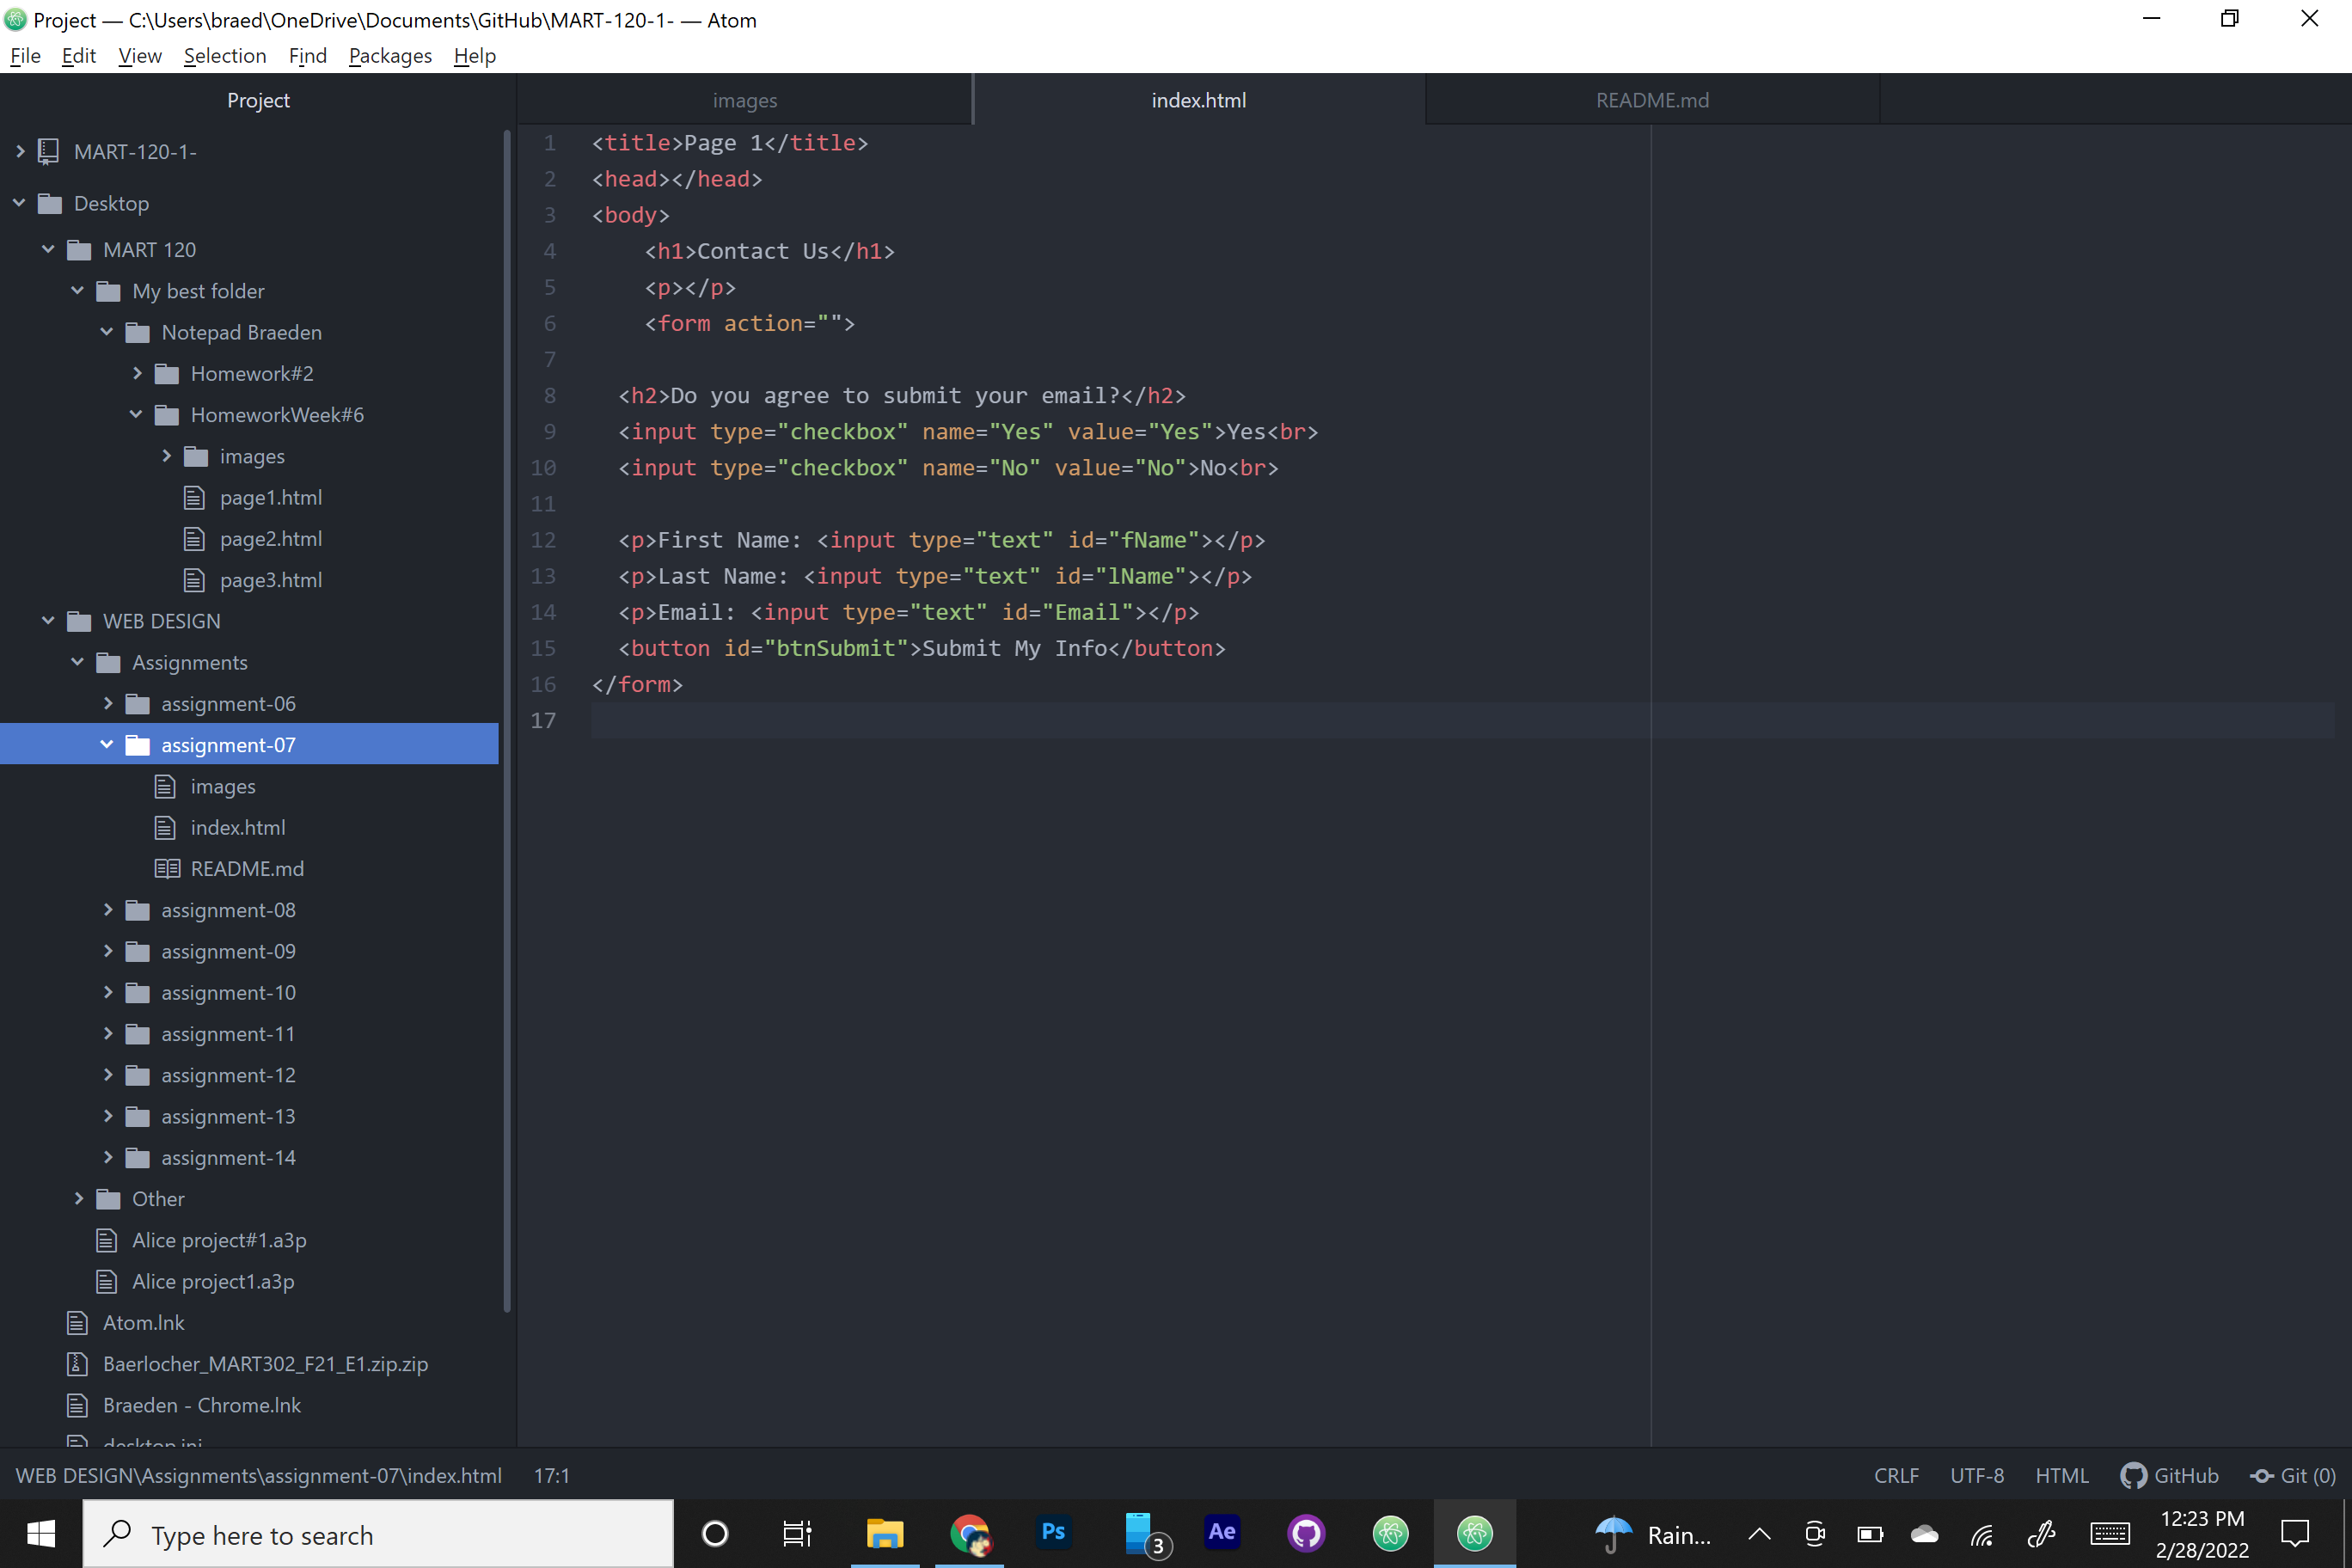 Project — C:\Users\braed\OneDrive\Documents\GitHub\MART-120-1- — Atom
File Edit View Selection Find Packages Help
Project
images
index.html
README.md
MART-120-1-
Desktop
MART 120
My best folder
Notepad Braeden
Homework#2
HomeworkWeek#6
images
page1.html
page2.html
page3.html
WEB DESIGN
Assignments
assignment-06
assignment-07
images
index.html
README.md
assignment-08
assignment-09
assignment-10
assignment-11
assignment-12
assignment-13
assignment-14
Other
Alice project#1.a3p
Alice project1.a3p
Atom.lnk
Baerlocher_MART302_F21_E1.zip.zip
Braeden - Chrome.lnk
desktop.ini
1 <title>Page 1</title>
2 <head></head>
3 <body>
4     <h1>Contact Us</h1>
5     <p></p>
6     <form action="">
7
8   <h2>Do you agree to submit your email?</h2>
9   <input type="checkbox" name="Yes" value="Yes">Yes<br>
10   <input type="checkbox" name="No" value="No">No<br>
11
12   <p>First Name: <input type="text" id="fName"></p>
13   <p>Last Name: <input type="text" id="lName"></p>
14   <p>Email: <input type="text" id="Email"></p>
15   <button id="btnSubmit">Submit My Info</button>
16 </form>
17
WEB DESIGN\Assignments\assignment-07\index.html 17:1
CRLF UTF-8 HTML GitHub Git (0)
Type here to search
Ps
3
Ae
Rain...
12:23 PM
2/28/2022